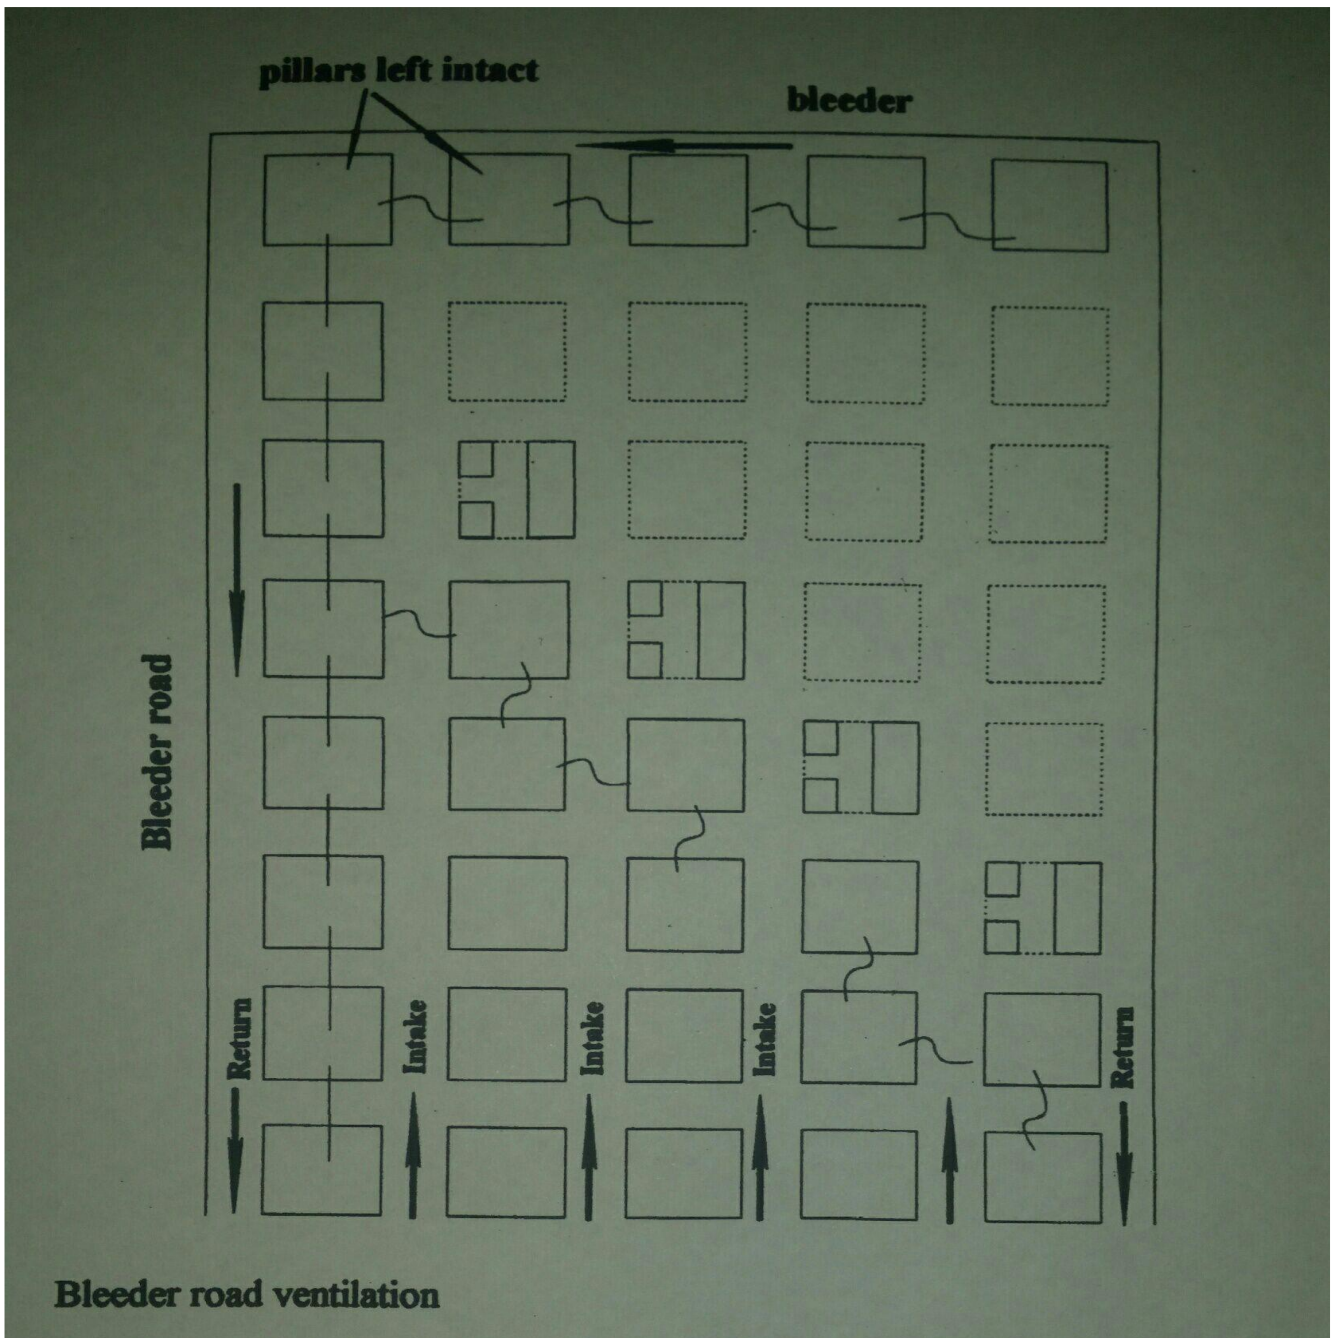 pillars left intact
bleeder
Bleeder road
Return
Intake
Intake
Intake
Return
Bleeder road ventilation